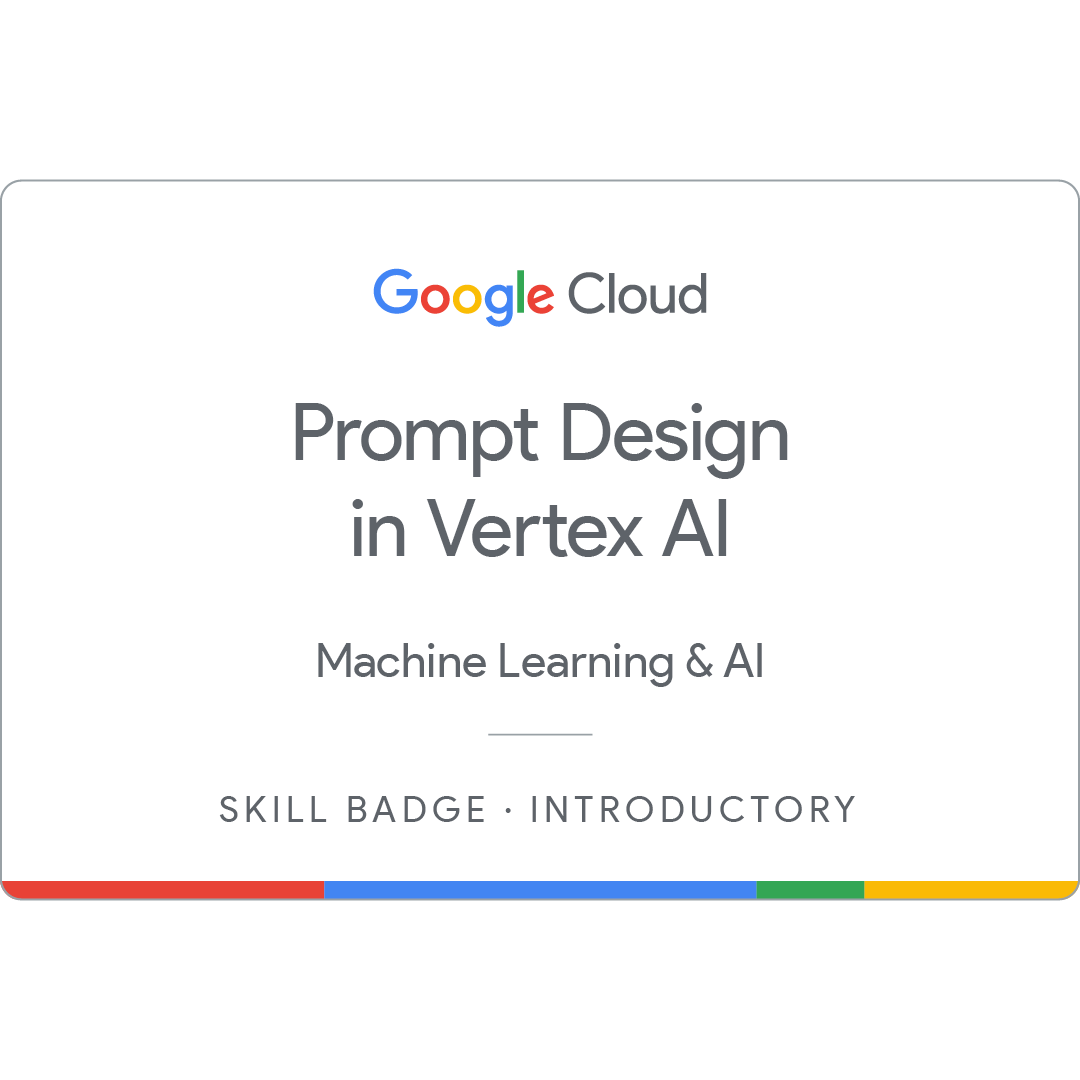 Google Cloud
Prompt Design
in Vertex AI
Machine Learning & AI
SKILL BADGE · INTRODUCTORY